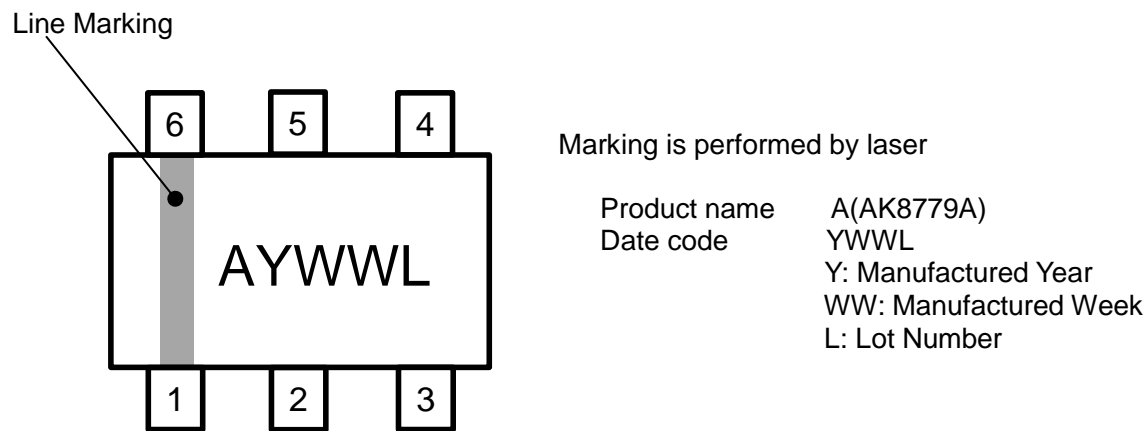 Line Marking
6 5 4
AYWWL
1 2 3
Marking is performed by laser
Product name A(AK8779A)
Date code YWWL
Y: Manufactured Year
WW: Manufactured Week
L: Lot Number